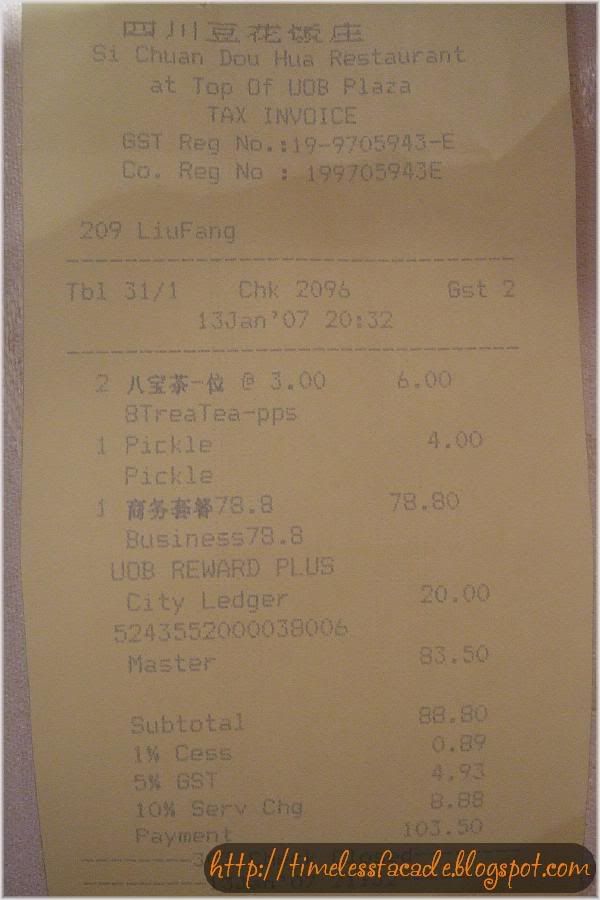 四川豆花饭庄
Si Chuan Dou Hua Restaurant
at Top Of UOB Plaza
TAX INVOICE
GST Reg No.:19-9705943-E
Co. Reg No : 199705943E
209 LiuFang
Tbl 31/1 Chk 2096 Gst 2
13Jan'07 20:32
2 八宝茶-位 @ 3.00 6.00
8TreaTea-pps
1 Pickle 4.00
Pickle
1 商务套餐78.8 78.80
Business78.8
UOB REWARD PLUS
City Ledger 20.00
5243552000038006
Master 83.50
Subtotal 88.80
1% Cess 0.89
5% GST 4.93
10% Serv Chg 8.88
Payment 103.50
http://timelessfacade.blogspot.com